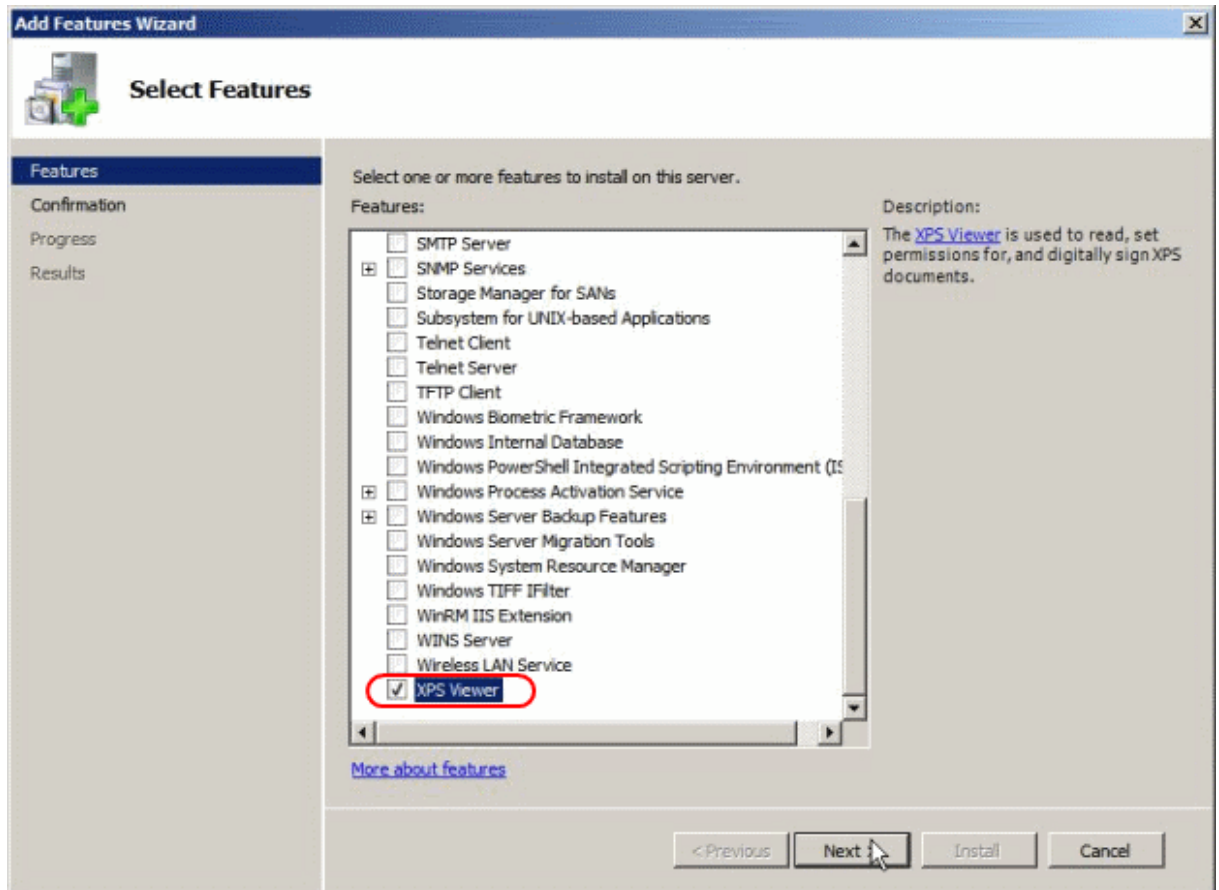 Add Features Wizard
Select Features
Features
Confirmation
Progress
Results
Select one or more features to install on this server.
Features:
SMTP Server
SNMP Services
Storage Manager for SANs
Subsystem for UNIX-based Applications
Telnet Client
Telnet Server
TFTP Client
Windows Biometric Framework
Windows Internal Database
Windows PowerShell Integrated Scripting Environment (IS
Windows Process Activation Service
Windows Server Backup Features
Windows Server Migration Tools
Windows System Resource Manager
Windows TIFF IFilter
WinRM IIS Extension
WINS Server
Wireless LAN Service
XPS Viewer
More about features
Description:
The XPS Viewer is used to read, set
permissions for, and digitally sign XPS
documents.
< Previous
Next >
Install
Cancel